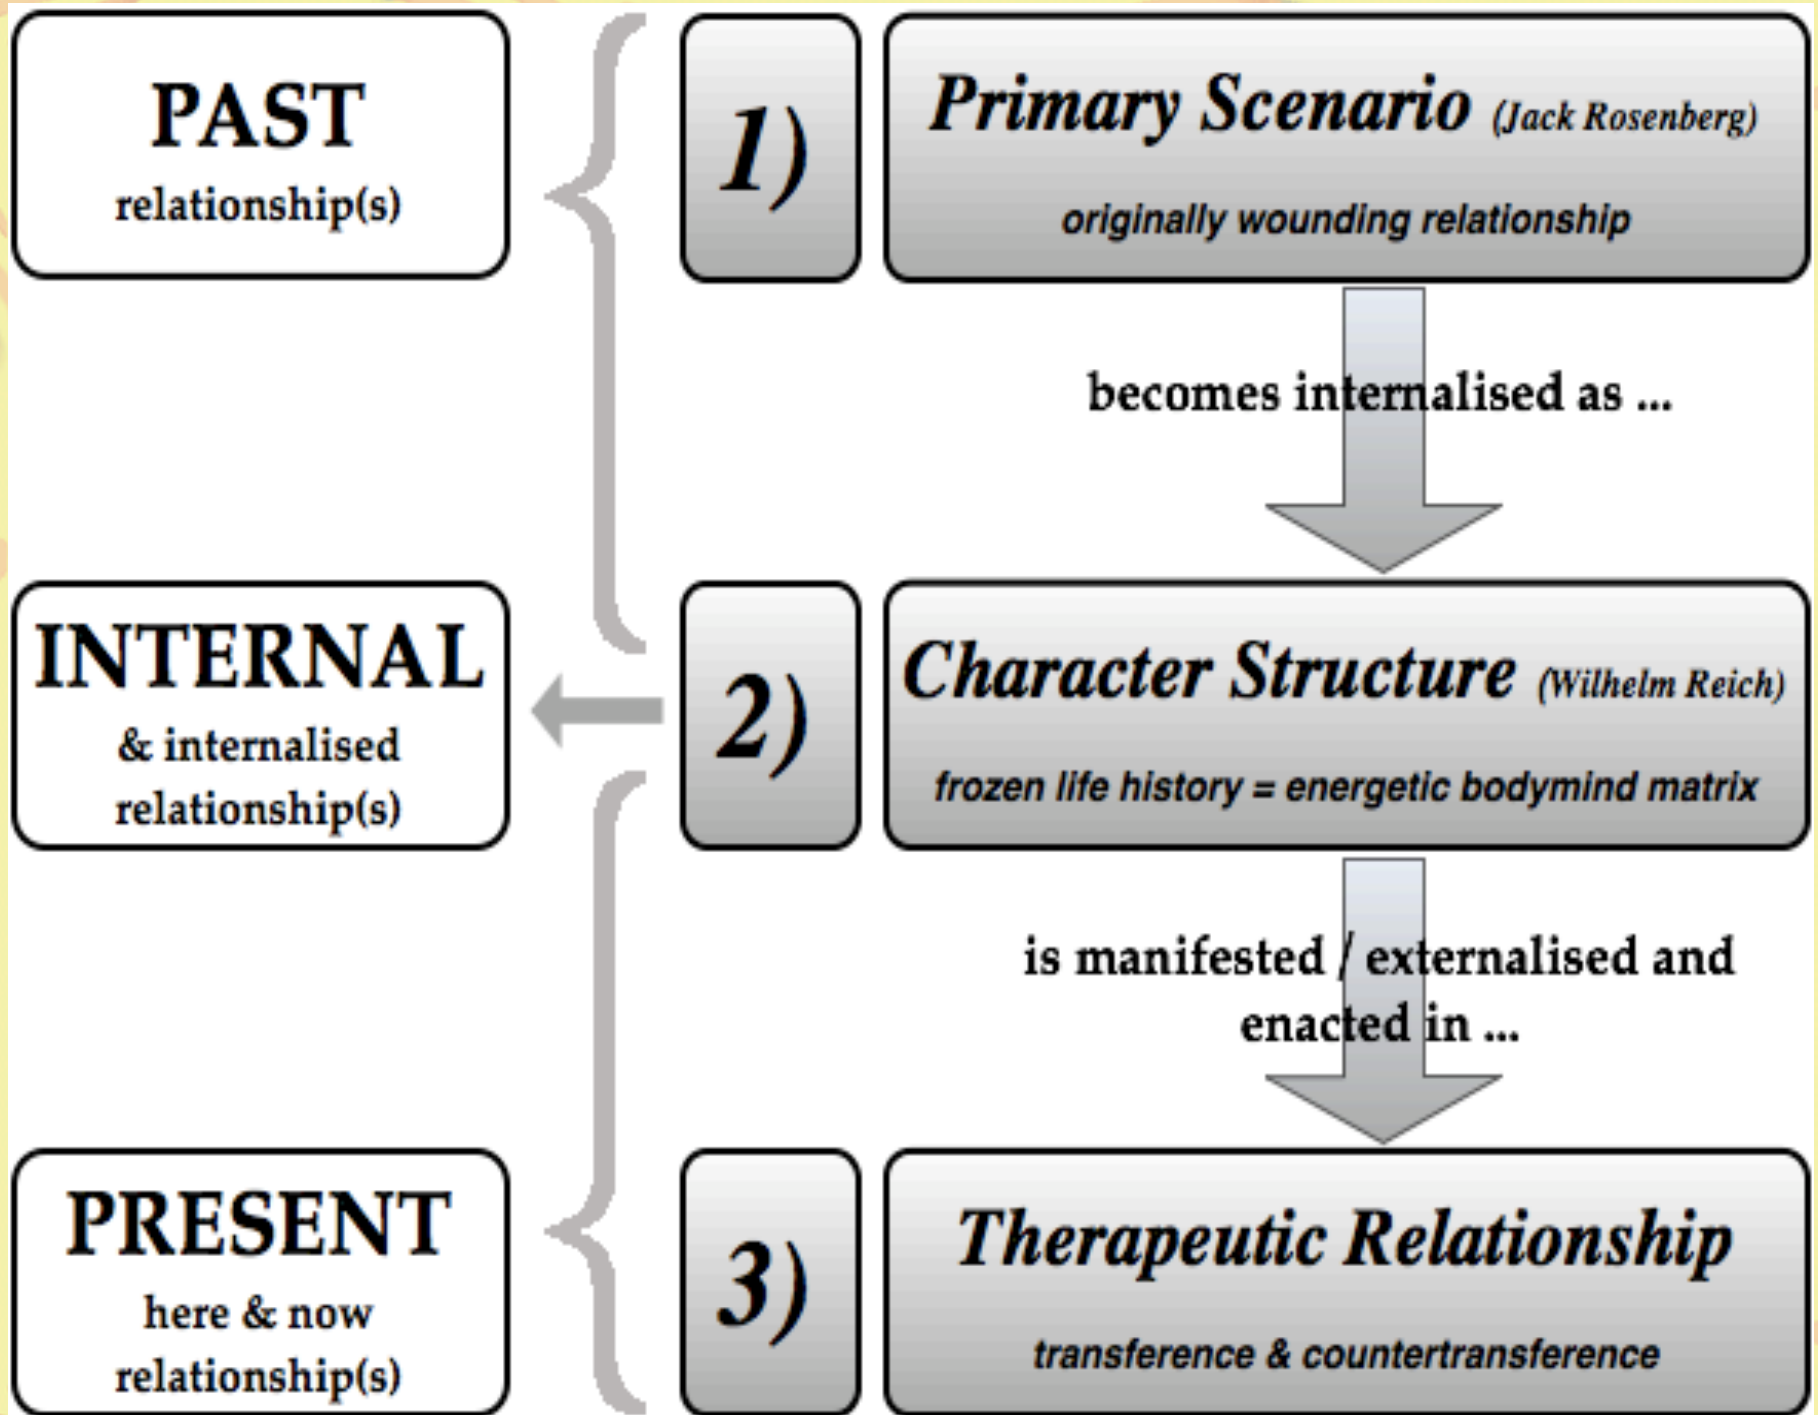 PAST
relationship(s)
1)
Primary Scenario (Jack Rosenberg)
originally wounding relationship
becomes internalised as ...
INTERNAL
& internalised
relationship(s)
2)
Character Structure (Wilhelm Reich)
frozen life history = energetic bodymind matrix
is manifested / externalised and
enacted in ...
PRESENT
here & now
relationship(s)
3)
Therapeutic Relationship
transference & countertransference